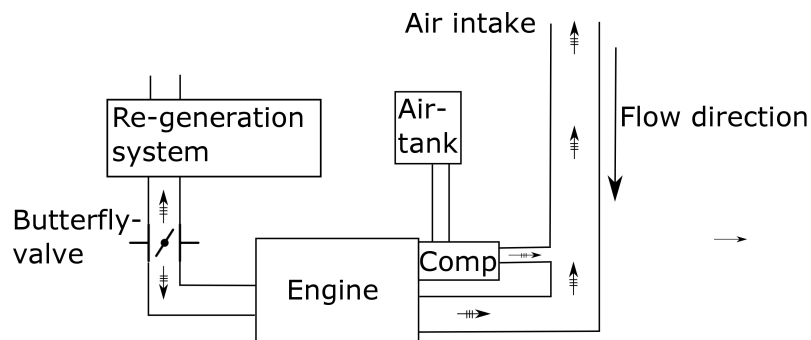 Air intake
Re-generation
system
Air-
tank
Flow direction
Butterfly-
valve
Comp
Engine